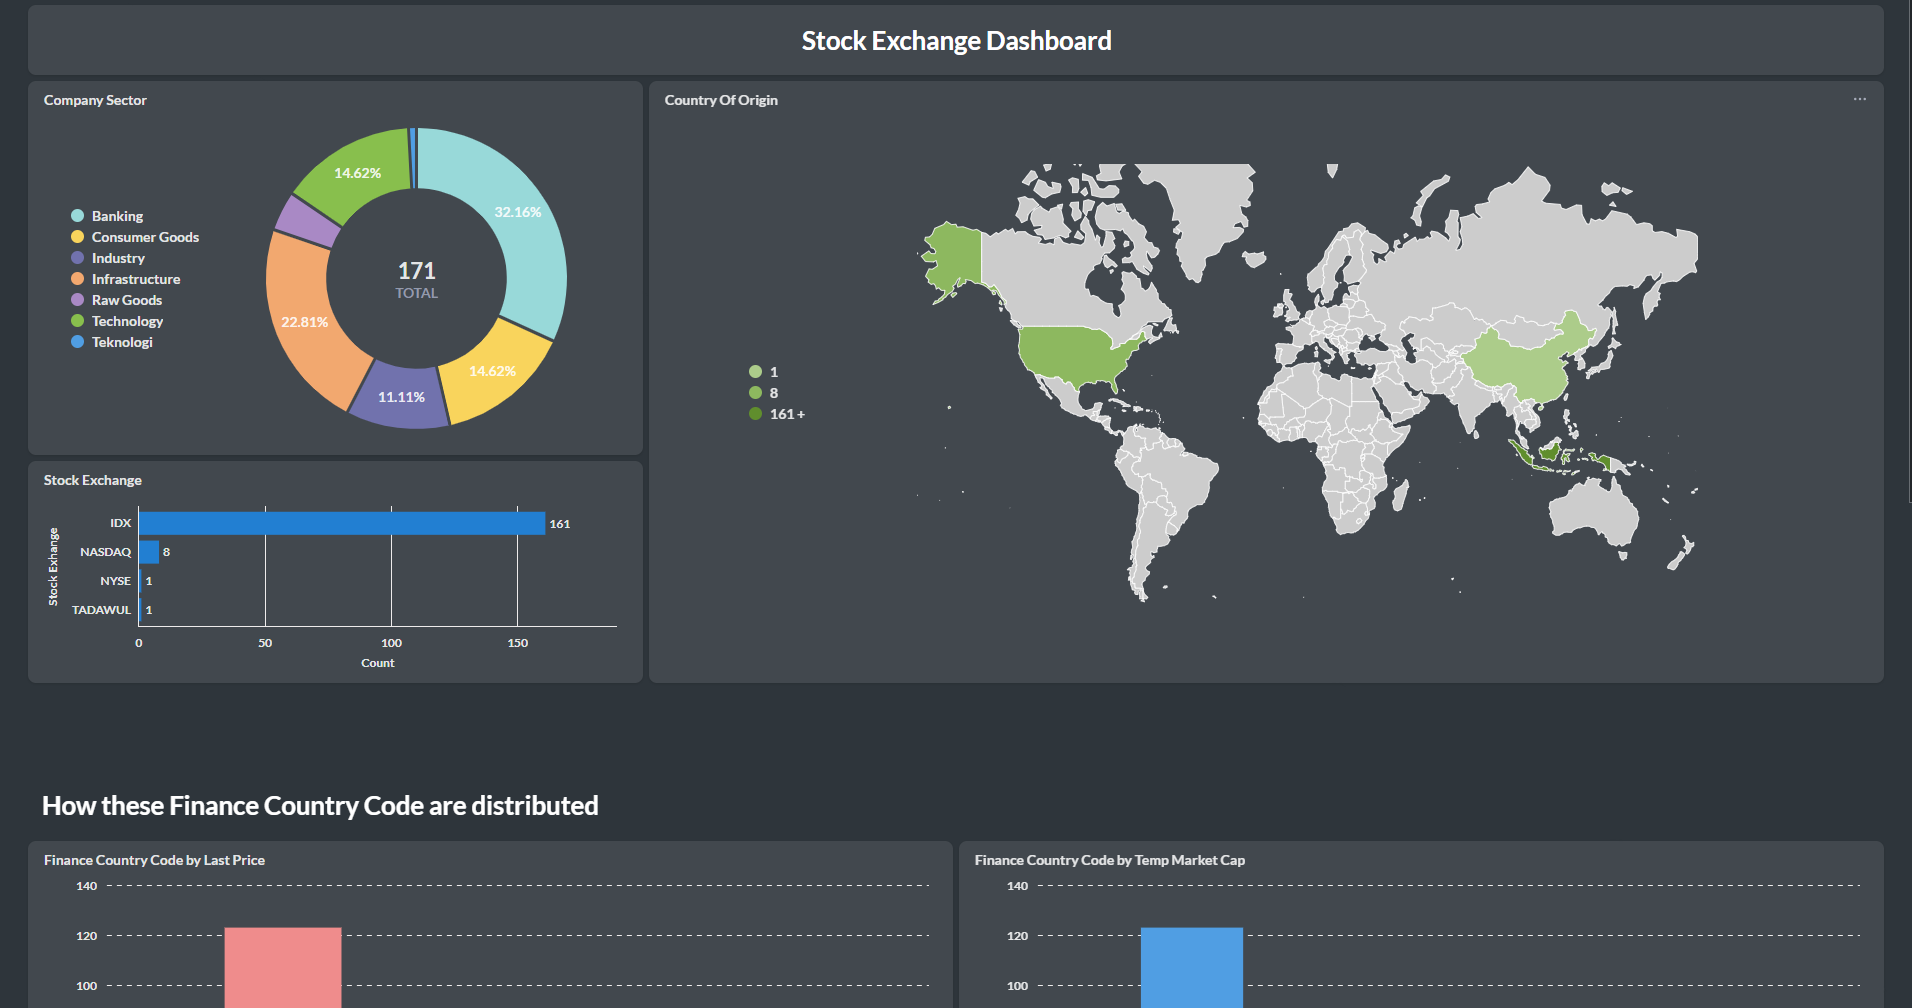 Stock Exchange Dashboard
Company Sector
Banking
Consumer Goods
Industry
Infrastructure
Raw Goods
Technology
Teknologi
14.62%
32.16%
171
TOTAL
22.81%
14.62%
11.11%
Country Of Origin
...
1
8
161 +
Stock Exchange
Stock Exhange
IDX
161
NASDAQ
8
NYSE
1
TADAWUL
1
0
50
100
150
Count
How these Finance Country Code are distributed
Finance Country Code by Last Price
140
120
100
Finance Country Code by Temp Market Cap
140
120
100